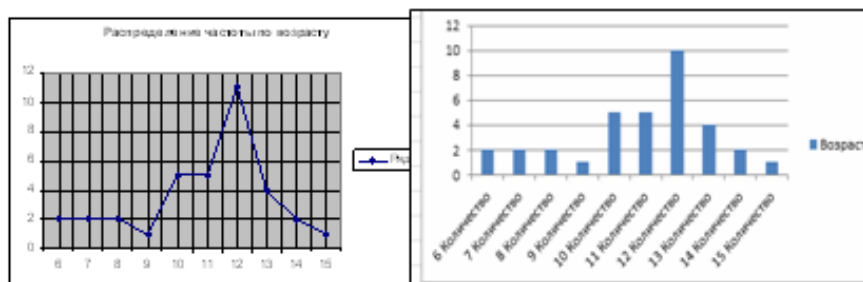 Распределение частоты по возрасту
12
10
8
6
4
2
0
6 7 8 9 10 11 12 13 14 15
12
10
8
6
4
2
0
Возраст
6 Количество
7 Количество
8 Количество
9 Количество
10 Количество
11 Количество
12 Количество
13 Количество
14 Количество
15 Количество